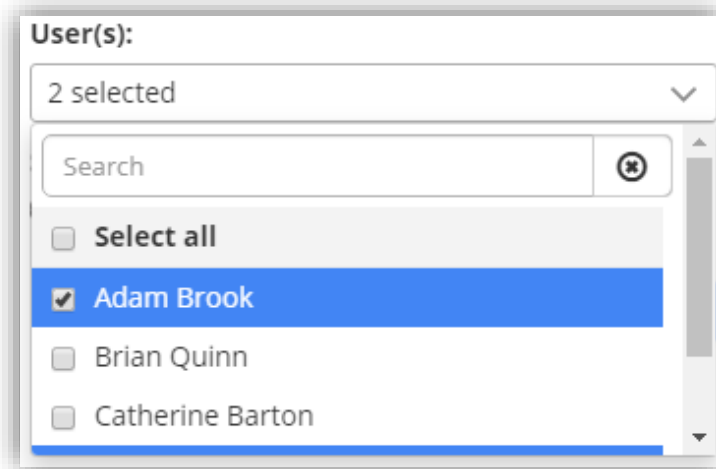 User(s):
2 selected
Search
Select all
Adam Brook
Brian Quinn
Catherine Barton